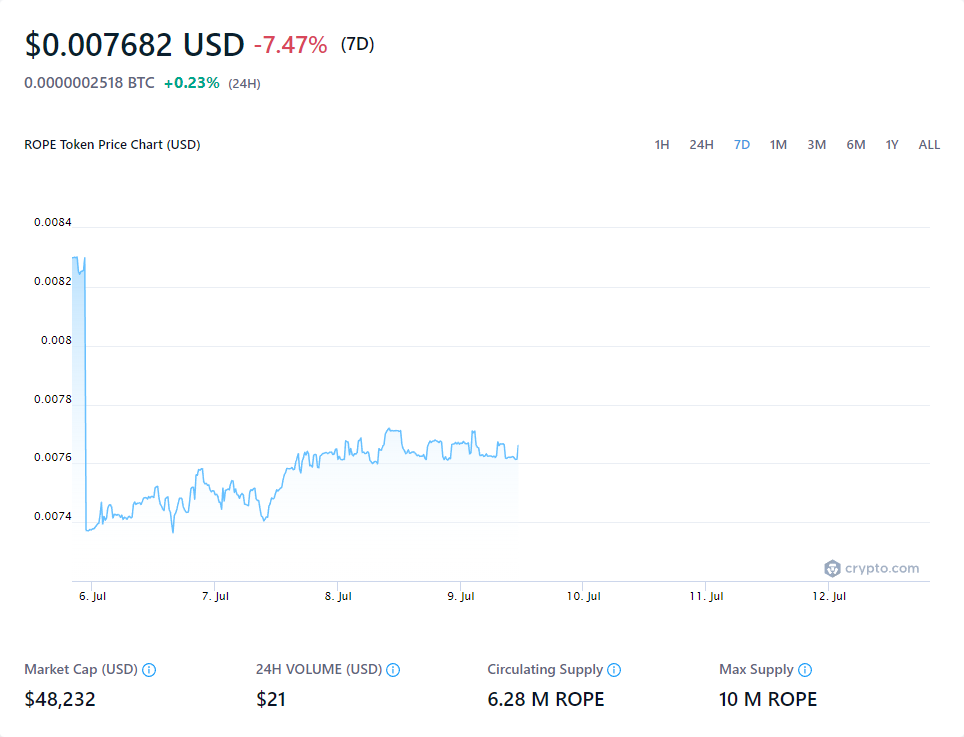 $0.007682 USD -7.47% (7D)
0.0000002518 BTC +0.23% (24H)
ROPE Token Price Chart (USD) 1H 24H 7D 1M 3M 6M 1Y ALL
0.0084
0.0082
0.008
0.0078
0.0076
0.0074
crypto.com
6. Jul 7. Jul 8. Jul 9. Jul 10. Jul 11. Jul 12. Jul
Market Cap (USD) 24H VOLUME (USD) Circulating Supply Max Supply
$48,232 $21 6.28 M ROPE 10 M ROPE